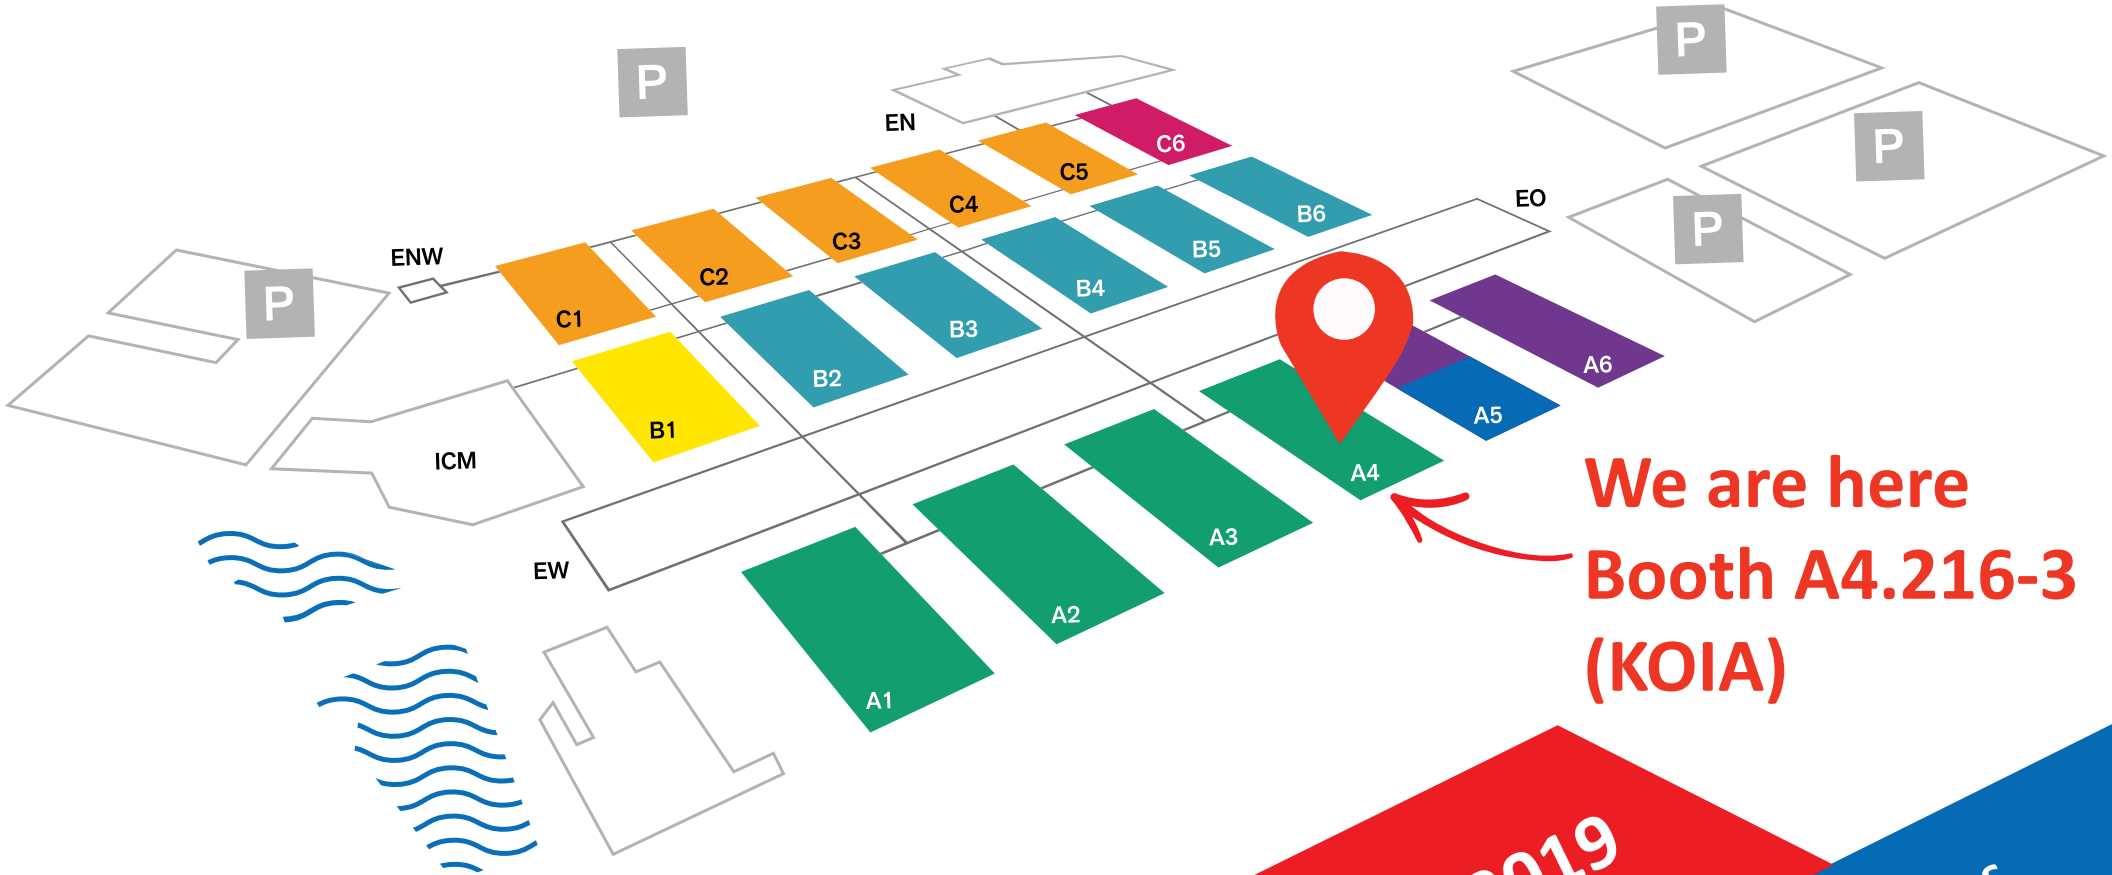 P
P
P
P
P
EN
C6
C5
C4
C3
C2
C1
ENW
EO
B6
B5
B4
B3
B2
B1
ICM
EW
A6
A5
A4
A3
A2
A1
We are here
Booth A4.216-3
(KOIA)
2019